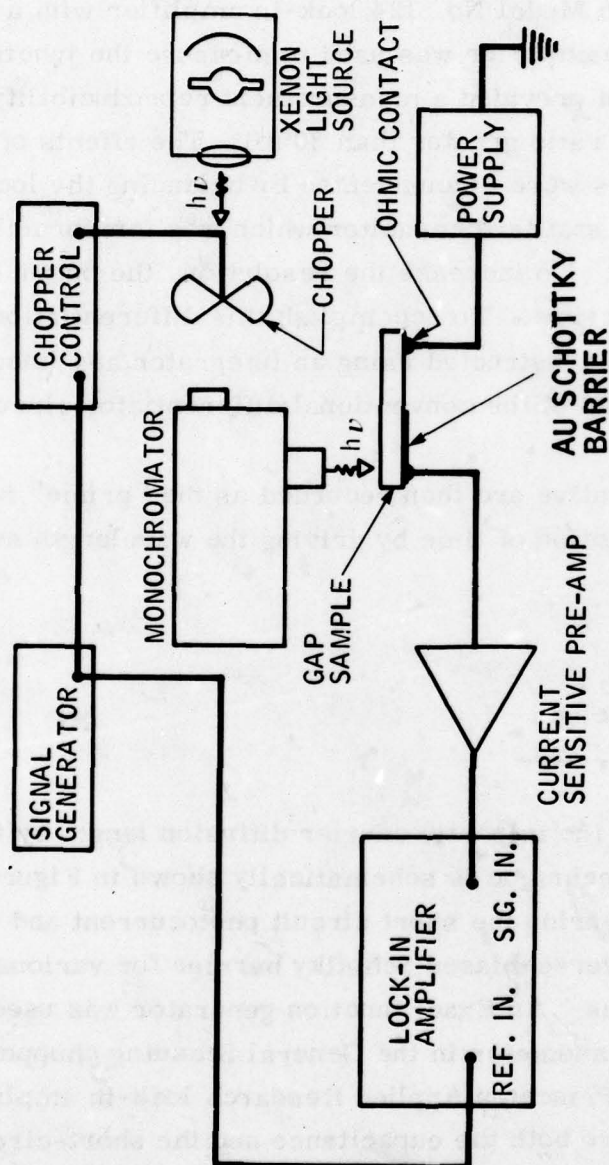 SIGNAL
GENERATOR
CHOPPER
CONTROL
XENON
LIGHT
SOURCE
hν
CHOPPER
MONOCHROMATOR
hν
GAP
SAMPLE
OHMIC CONTACT
POWER
SUPPLY
AU SCHOTKY
BARRIER
CURRENT
SENSITIVE PRE-AMP
LOCK-IN
AMPLIFIER
REF. IN. SIG. IN.